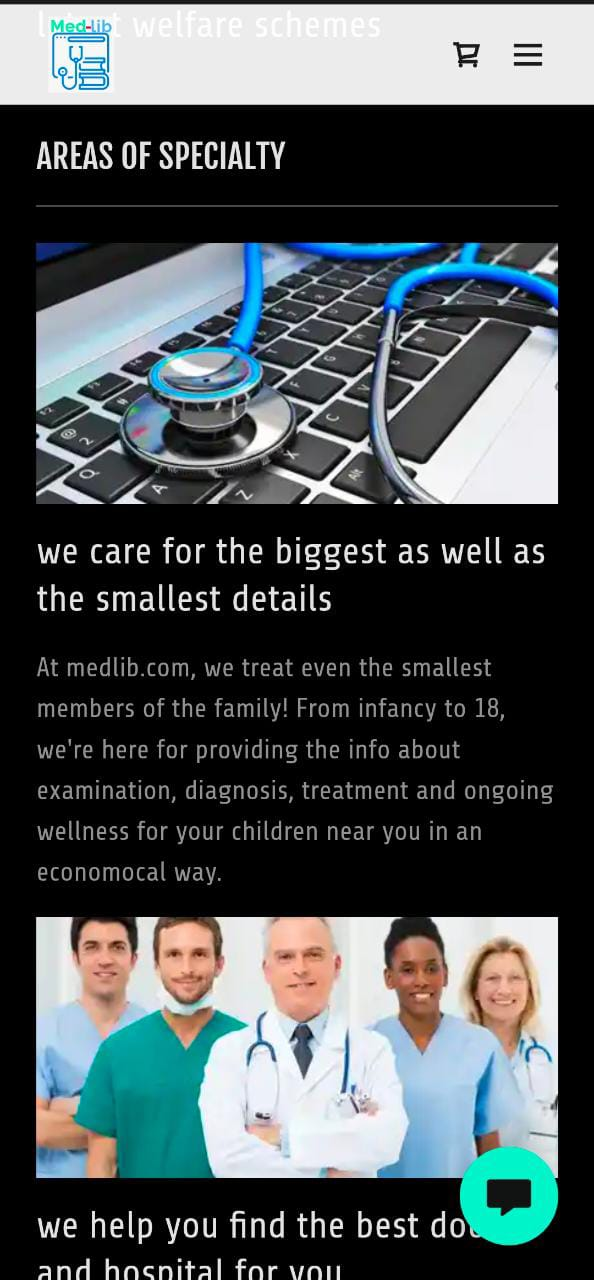 welfare schemes
Med-lib
AREAS OF SPECIALTY
we care for the biggest as well as
the smallest details
At medlib.com, we treat even the smallest
members of the family! From infancy to 18,
we're here for providing the info about
examination, diagnosis, treatment and ongoing
wellness for your children near you in an
economocal way.
we help you find the best
and hospital for you